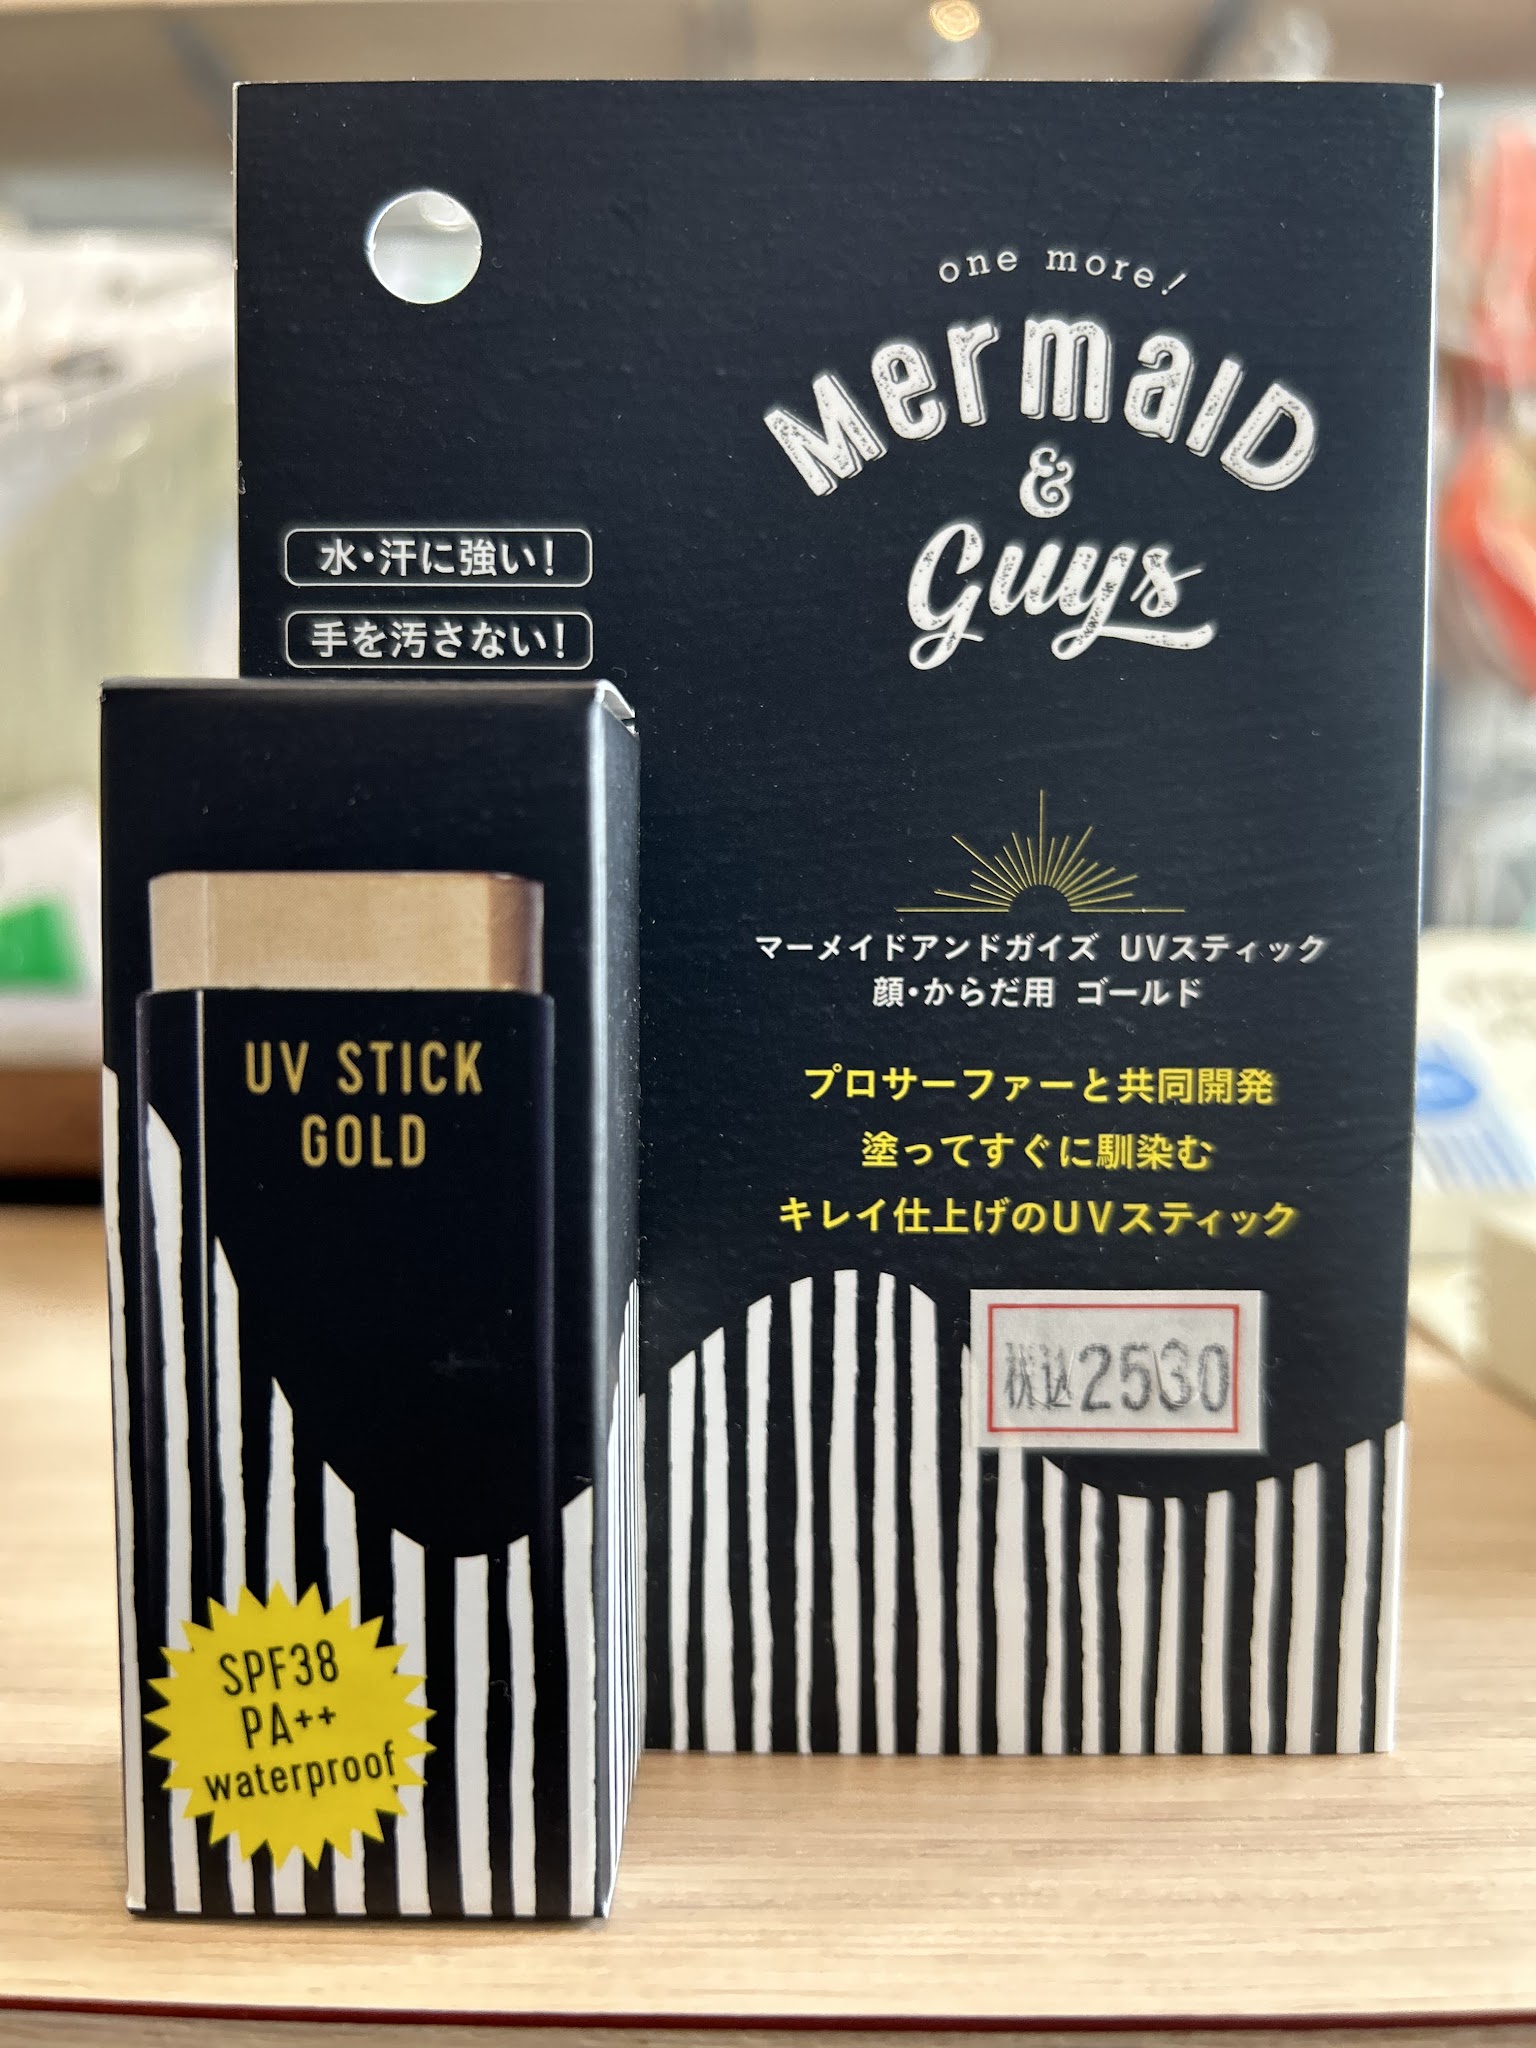 one more!
Mermaid
&
Guys
水・汗に強い!
手を汚さない!
マーメイドアンドガイズ UVスティック
顔・からだ用 ゴールド
プロサーファーと共同開発
塗ってすぐに馴染む
キレイ仕上げのUVスティック
税込2530
UV STICK
GOLD
SPF38
PA++
waterproof